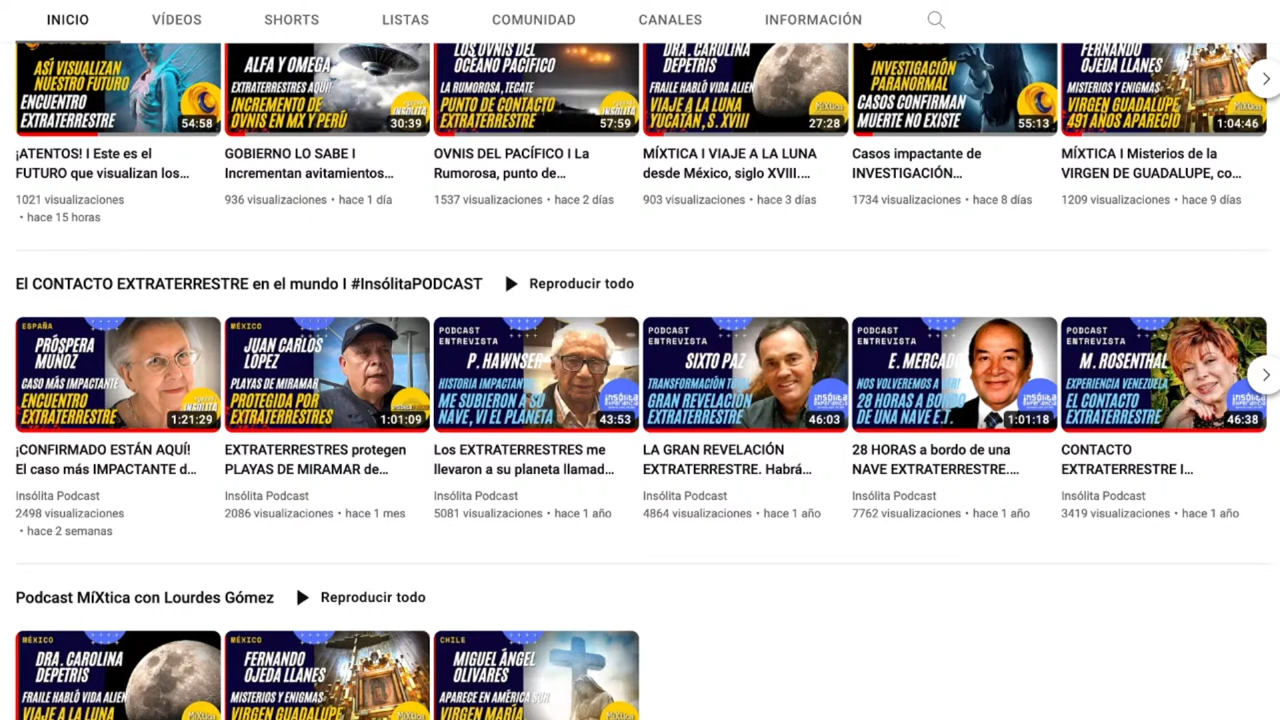 INICIO
VÍDEOS
SHORTS
LISTAS
COMUNIDAD
CANALES
INFORMACIÓN
ASÍ VISUALIZAN
NUESTRO FUTURO
ENCUENTRO
EXTRATERRESTRE
54:58
ALFA Y OMEGA
EXTRATERRESTRES AQUÍ
INCREMENTO DE
OVNIS EN MX Y PERÚ
30:39
LOS OVNIS DEL
OCÉANO PACÍFICO
LA RUMOROSA, TECATE
PUNTO DE CONTACTO
EXTRATERRESTRE
57:59
DRA. CAROLINA
DEPETRIS
FRAILE HABLÓ VIDA ALIEN
VIAJE A LA LUNA
YUCATÁN, S. XVIII
MíXtica
27:28
INVESTIGACIÓN
PARANORMAL
CASOS CONFIRMAN
MUERTE NO EXISTE
55:13
FERNANDO
OJEDA LLANES
MISTERIOS Y ENIGMAS
VIRGEN GUADALUPE
491 AÑOS APARECIÓ
MíXtica
1:04:46
¡ATENTOS! I Este es el
FUTURO que visualizan los...
1021 visualizaciones
• hace 15 horas
GOBIERNO LO SABE I
Incrementan avitamientos...
936 visualizaciones • hace 1 día
OVNIS DEL PACÍFICO I La
Rumorosa, punto de...
1537 visualizaciones • hace 2 días
MÍXTICA I VIAJE A LA LUNA
desde México, siglo XVIII....
903 visualizaciones • hace 3 días
Casos impactante de
INVESTIGACIÓN...
1734 visualizaciones • hace 8 días
MÍXTICA I Misterios de la
VIRGEN DE GUADALUPE, co...
1209 visualizaciones • hace 9 días
El CONTACTO EXTRATERRESTRE en el mundo I #InsólitaPODCAST
Reproducir todo
ESPAÑA
PRÓSPERA
MUÑOZ
CASO MÁS IMPACTANTE
ENCUENTRO
EXTRATERRESTRE
INSÓLITA
1:21:29
MÉXICO
JUAN CARLOS
LÓPEZ
PLAYAS DE MIRAMAR
PROTEGIDA POR
EXTRATERRESTRES
1:01:09
PODCAST
ENTREVISTA
P. HAWNSER
HISTORIA IMPACTANTE
ME SUBIERON A SU
NAVE, VI EL PLANETA
43:53
PODCAST
ENTREVISTA
SIXTO PAZ
TRANSFORMACIÓN
GRAN REVELACIÓN
EXTRATERRESTRE
INSÓLITA
EXPERIENCIA
46:03
PODCAST
ENTREVISTA
E. MERCADO
NOS VOLVEREMOS A
28 HORAS A BORDO
DE UNA NAVE E.T.
1:01:18
PODCAST
ENTREVISTA
M. ROSENTHAL
EXPERIENCIA VENEZUELA
EL CONTACTO
EXTRATERRESTRE
46:38
¡CONFIRMADO ESTÁN AQUÍ!
El caso más IMPACTANTE d...
Insólita Podcast
2498 visualizaciones
• hace 2 semanas
EXTRATERRESTRES protegen
PLAYAS DE MIRAMAR de...
Insólita Podcast
2086 visualizaciones • hace 1 mes
Los EXTRATERRESTRES me
llevaron a su planeta llamad...
Insólita Podcast
5081 visualizaciones • hace 1 año
LA GRAN REVELACIÓN
EXTRATERRESTRE. Habrá...
Insólita Podcast
4864 visualizaciones • hace 1 año
28 HORAS a bordo de una
NAVE EXTRATERRESTRE....
Insólita Podcast
7762 visualizaciones • hace 1 año
CONTACTO
EXTRATERRESTRE I...
Insólita Podcast
3419 visualizaciones • hace 1 año
Podcast MíXtica con Lourdes Gómez
Reproducir todo
MÉXICO
DRA. CAROLINA
DEPETRIS
FRAILE HABLÓ VIDA ALIEN
VIAJE A LA LUNA
MíXtica
MÉXICO
FERNANDO
OJEDA LLANES
MISTERIOS Y ENIGMAS
VIRGEN GUADALUPE
MíXtica
CHILE
MIGUEL ÁNGEL
OLIVARES
APARECE EN AMÉRICA SUR
VIRGEN MARÍA
MíXtica